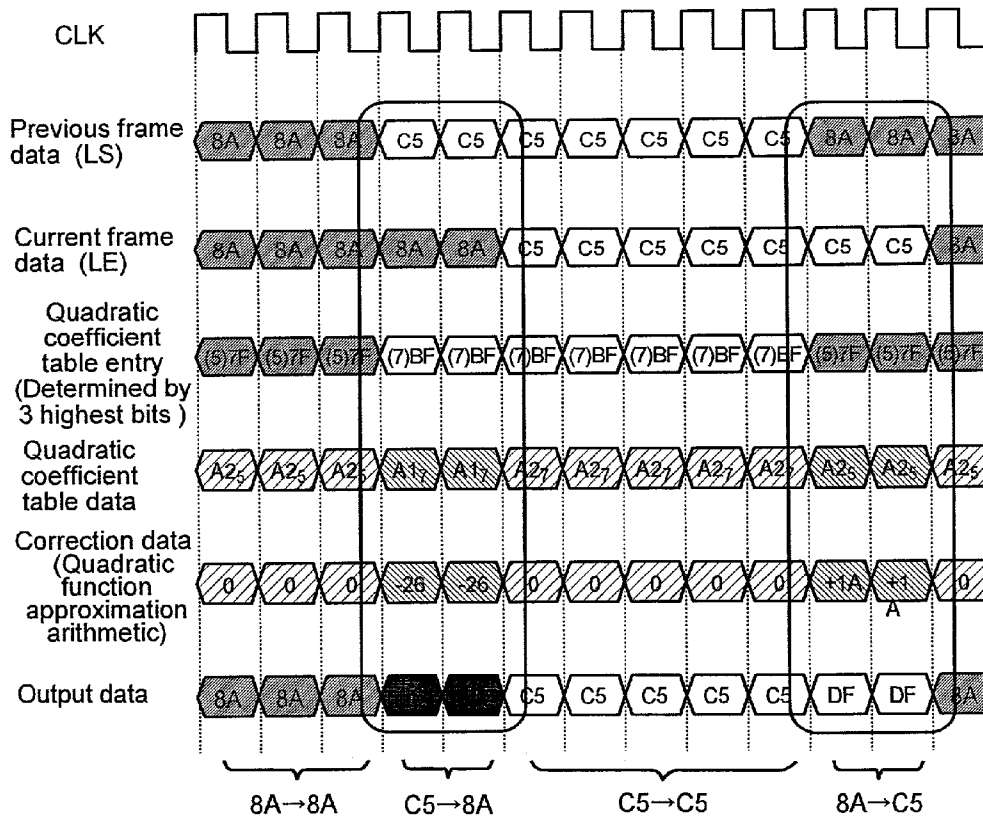 CLK
Previous frame
data (LS)
8A 8A 8A C5 C5 C5 C5 C5 C5 C5 8A 8A 8A
Current frame
data (LE)
8A 8A 8A 8A 8A C5 C5 C5 C5 C5 C5 C5 8A
Quadratic
coefficient
table entry
(Determined by
3 highest bits )
(5)7F (5)7F (5)7F (7)BF (7)BF (7)BF (7)BF (7)BF (7)BF (7)BF (5)7F (5)7F (5)7F
Quadratic
coefficient
table data
A2₅ A2₅ A2₅ A1₇ A1₇ A2₇ A2₇ A2₇ A2₇ A2₇ A2₅ A2₅ A2₅
Correction data
(Quadratic
function
approximation
arithmetic)
0 0 0 -26 -26 0 0 0 0 0 +1A +1
A 0
Output data
8A 8A 8A C5 C5 C5 C5 C5 DF DF 8A
8A→8A C5→8A C5→C5 8A→C5